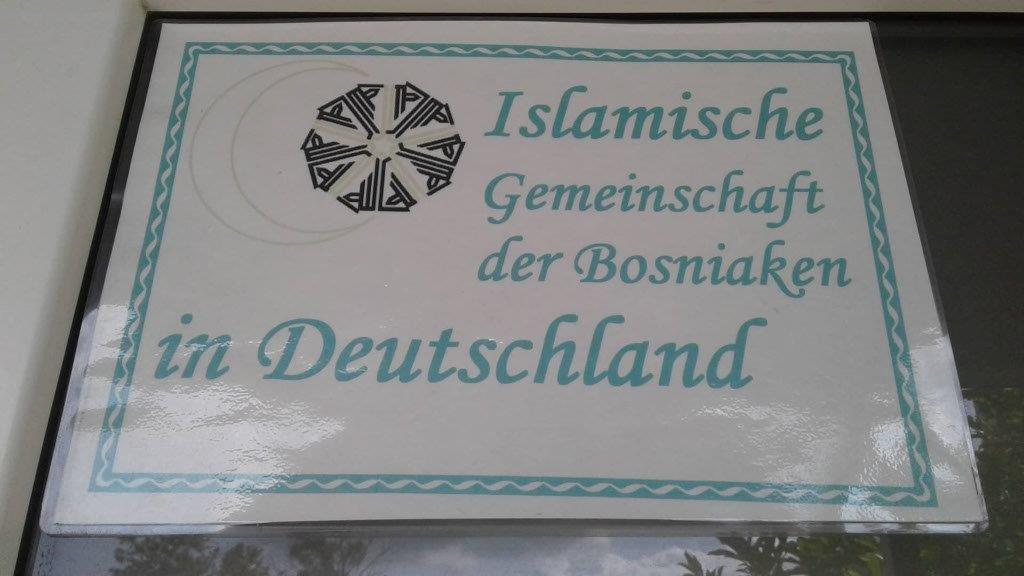 Islamische
Gemeinschaft
der Bosniaken
in Deutschland